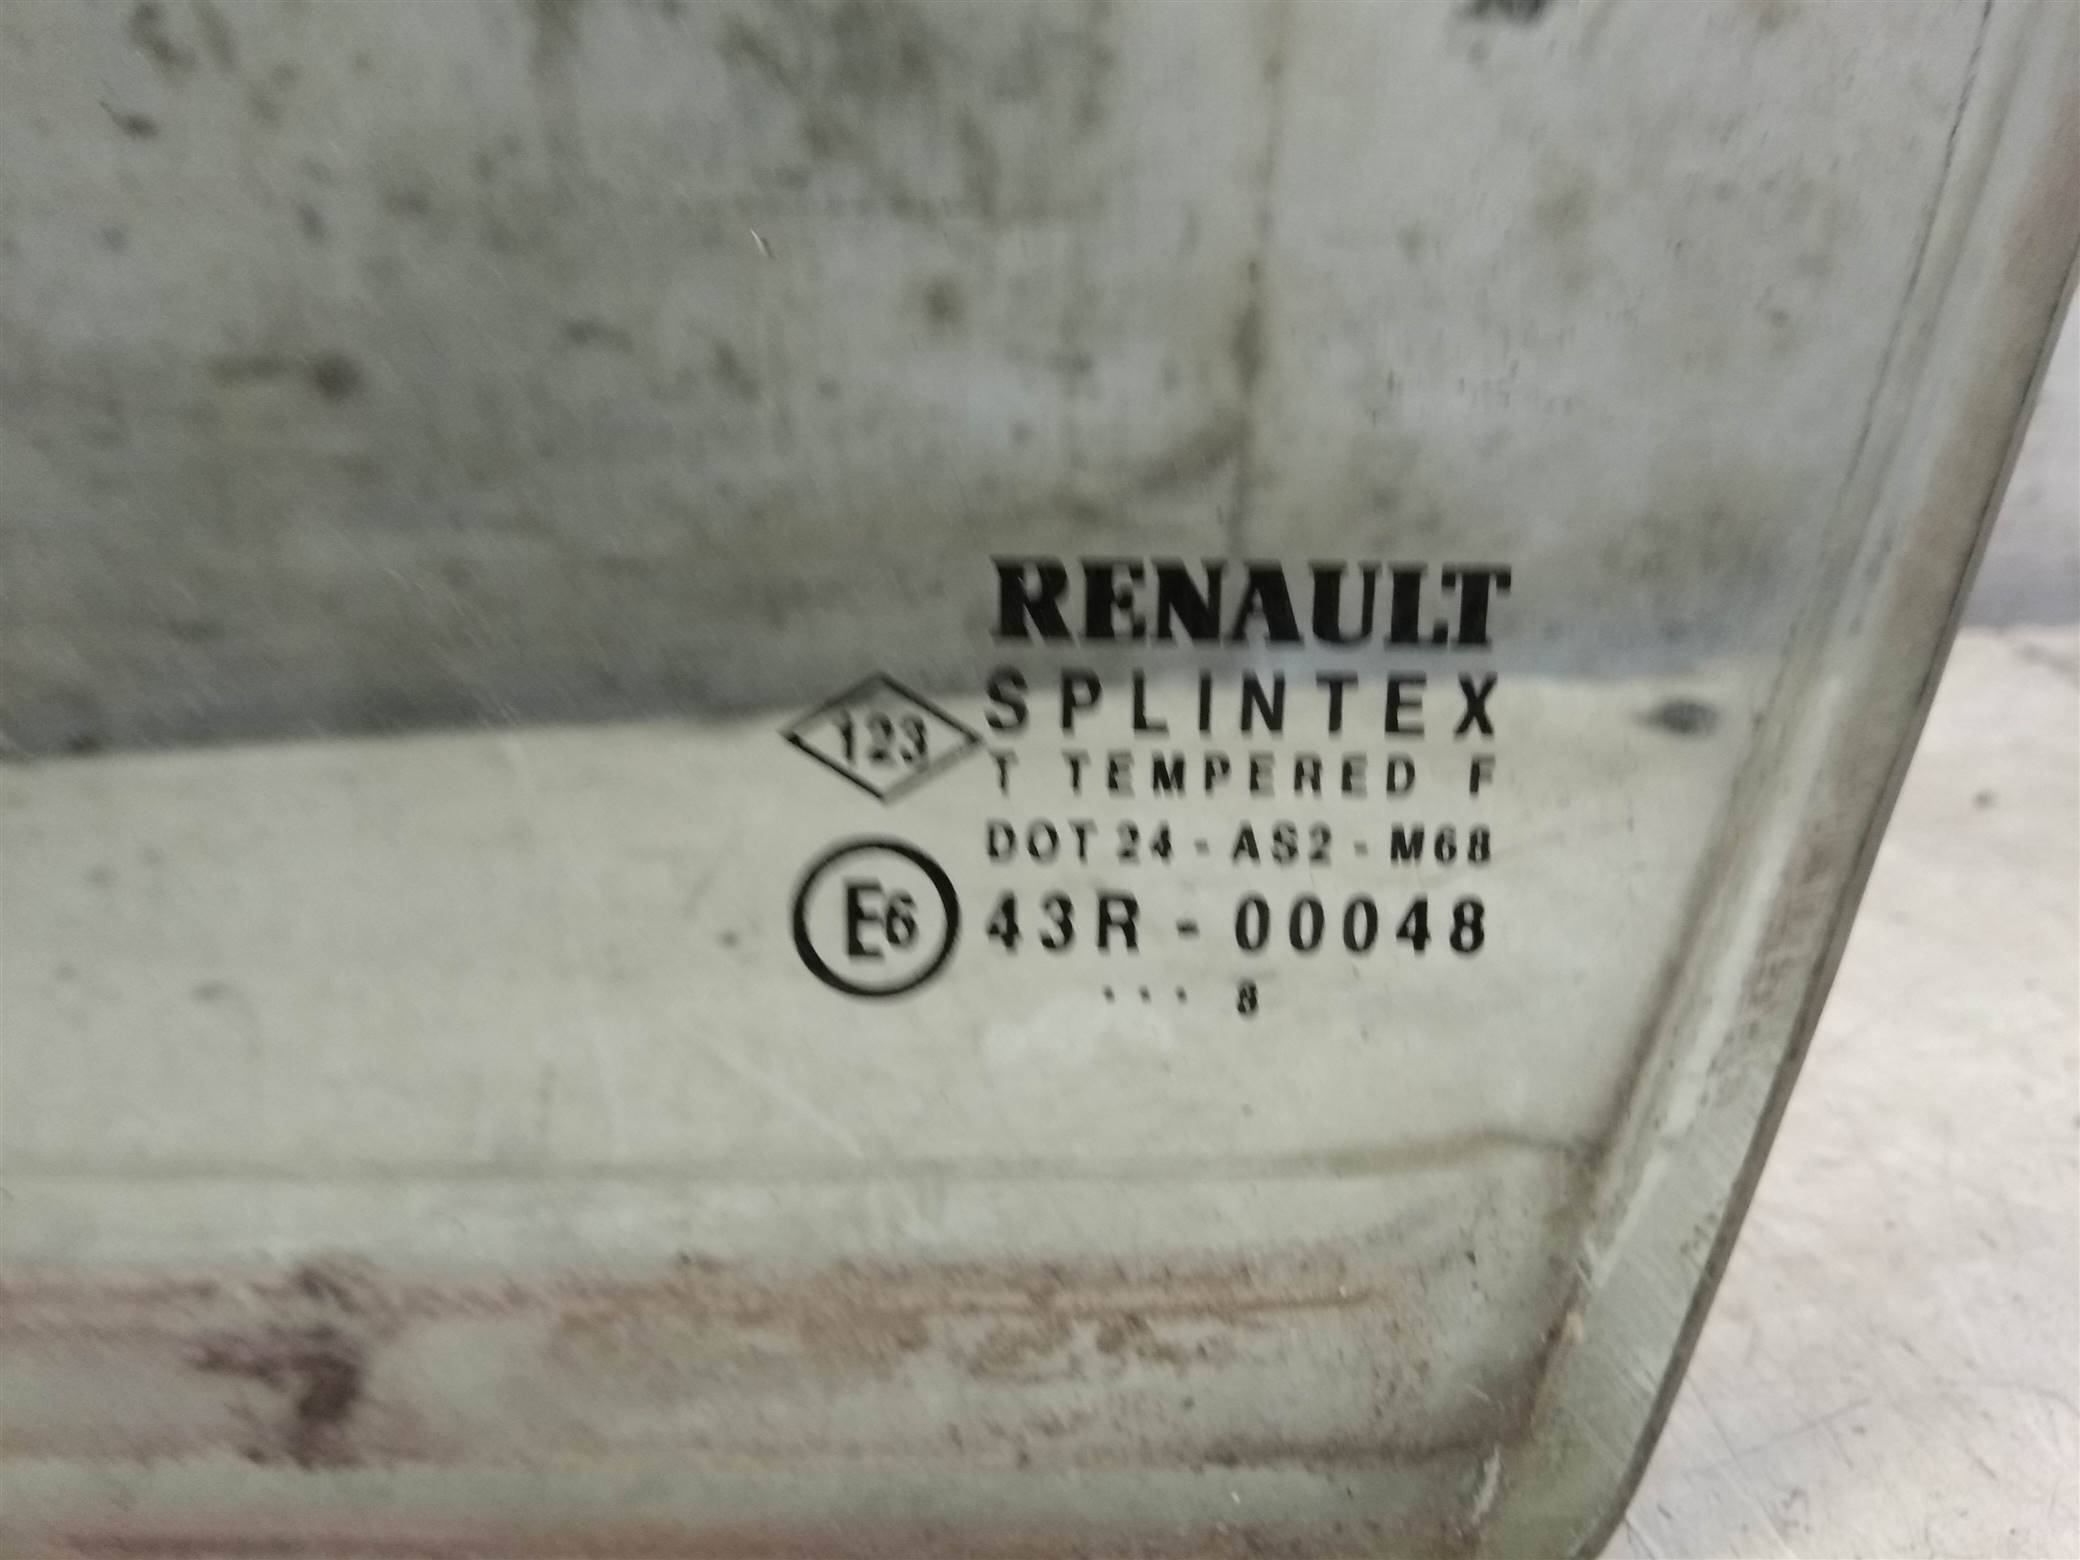 RENAULT
SPLINTEX
123
T TEMPERED F
DOT 24 - AS2 - M68
E6 43R - 00048
... 8